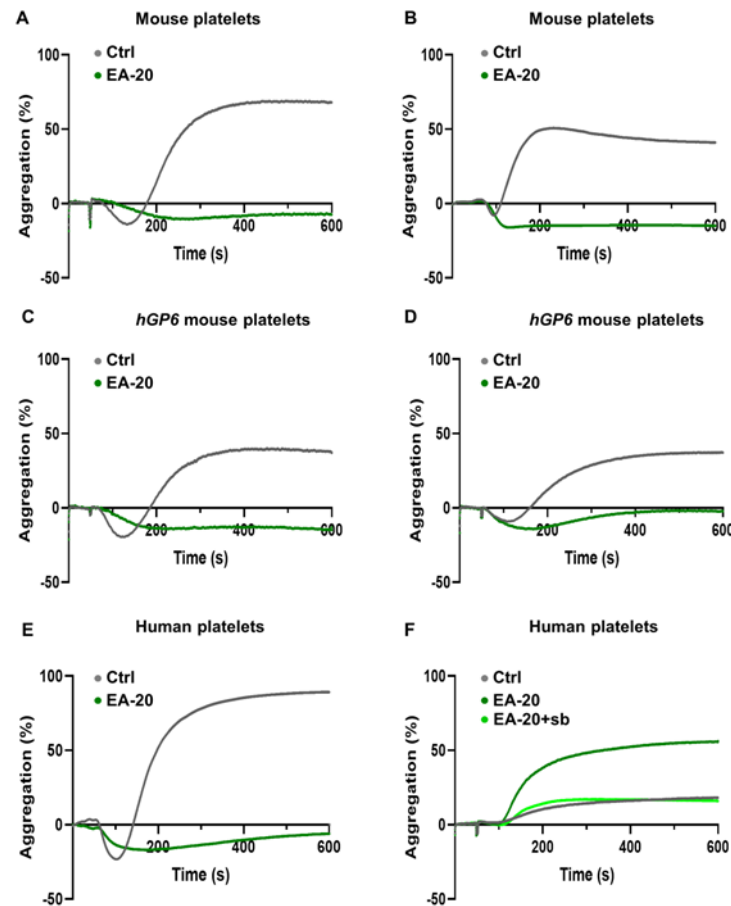 A
Mouse platelets
Ctrl
EA-20
Aggregation (%)
100
50
0
-50
200
400
600
Time (s)
B
Mouse platelets
Ctrl
EA-20
Aggregation (%)
100
50
0
-50
200
400
600
Time (s)
C
hGP6 mouse platelets
Ctrl
EA-20
Aggregation (%)
100
50
0
-50
200
400
600
Time (s)
D
hGP6 mouse platelets
Ctrl
EA-20
Aggregation (%)
100
50
0
-50
200
400
600
Time (s)
E
Human platelets
Ctrl
EA-20
Aggregation (%)
100
50
0
-50
200
400
600
Time (s)
F
Human platelets
Ctrl
EA-20
EA-20+sb
Aggregation (%)
100
50
0
-50
200
400
600
Time (s)